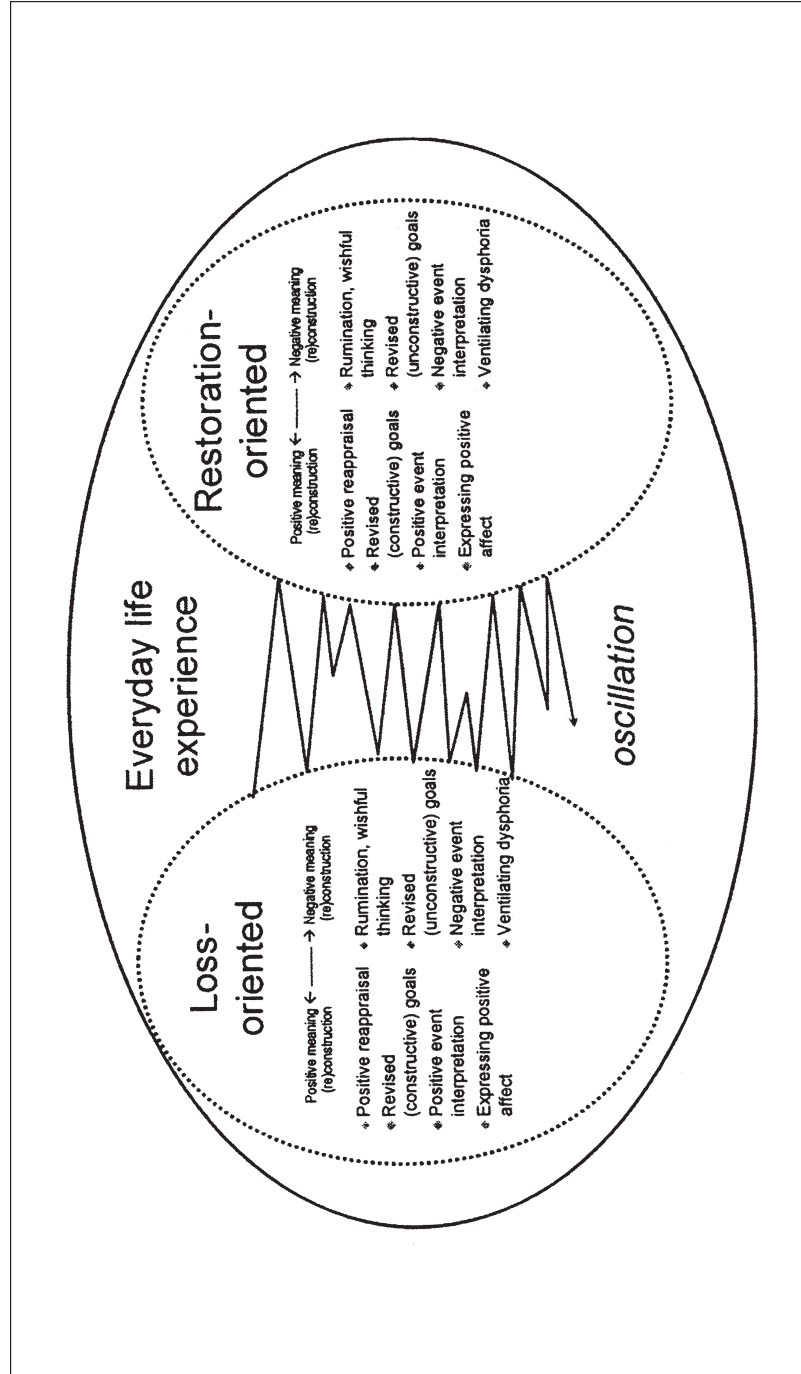 Everyday life
experience
Loss-
oriented
Positive meaning ← ——— → Negative meaning
(re)construction (re)construction
✦ Positive reappraisal
✦ Revised
(constructive) goals
✦ Positive event
interpretation
✦ Expressing positive
affect
✦ Rumination, wishful
thinking
✦ Revised
(unconstructive) goals
✦ Negative event
interpretation
✦ Ventilating dysphoria
Restoration-
oriented
Positive meaning ← ——— → Negative meaning
(re)construction (re)construction
✦ Positive reappraisal
✦ Revised
(constructive) goals
✦ Positive event
interpretation
✦ Expressing positive
affect
✦ Rumination, wishful
thinking
✦ Revised
(unconstructive) goals
✦ Negative event
interpretation
✦ Ventilating dysphoria
oscillation